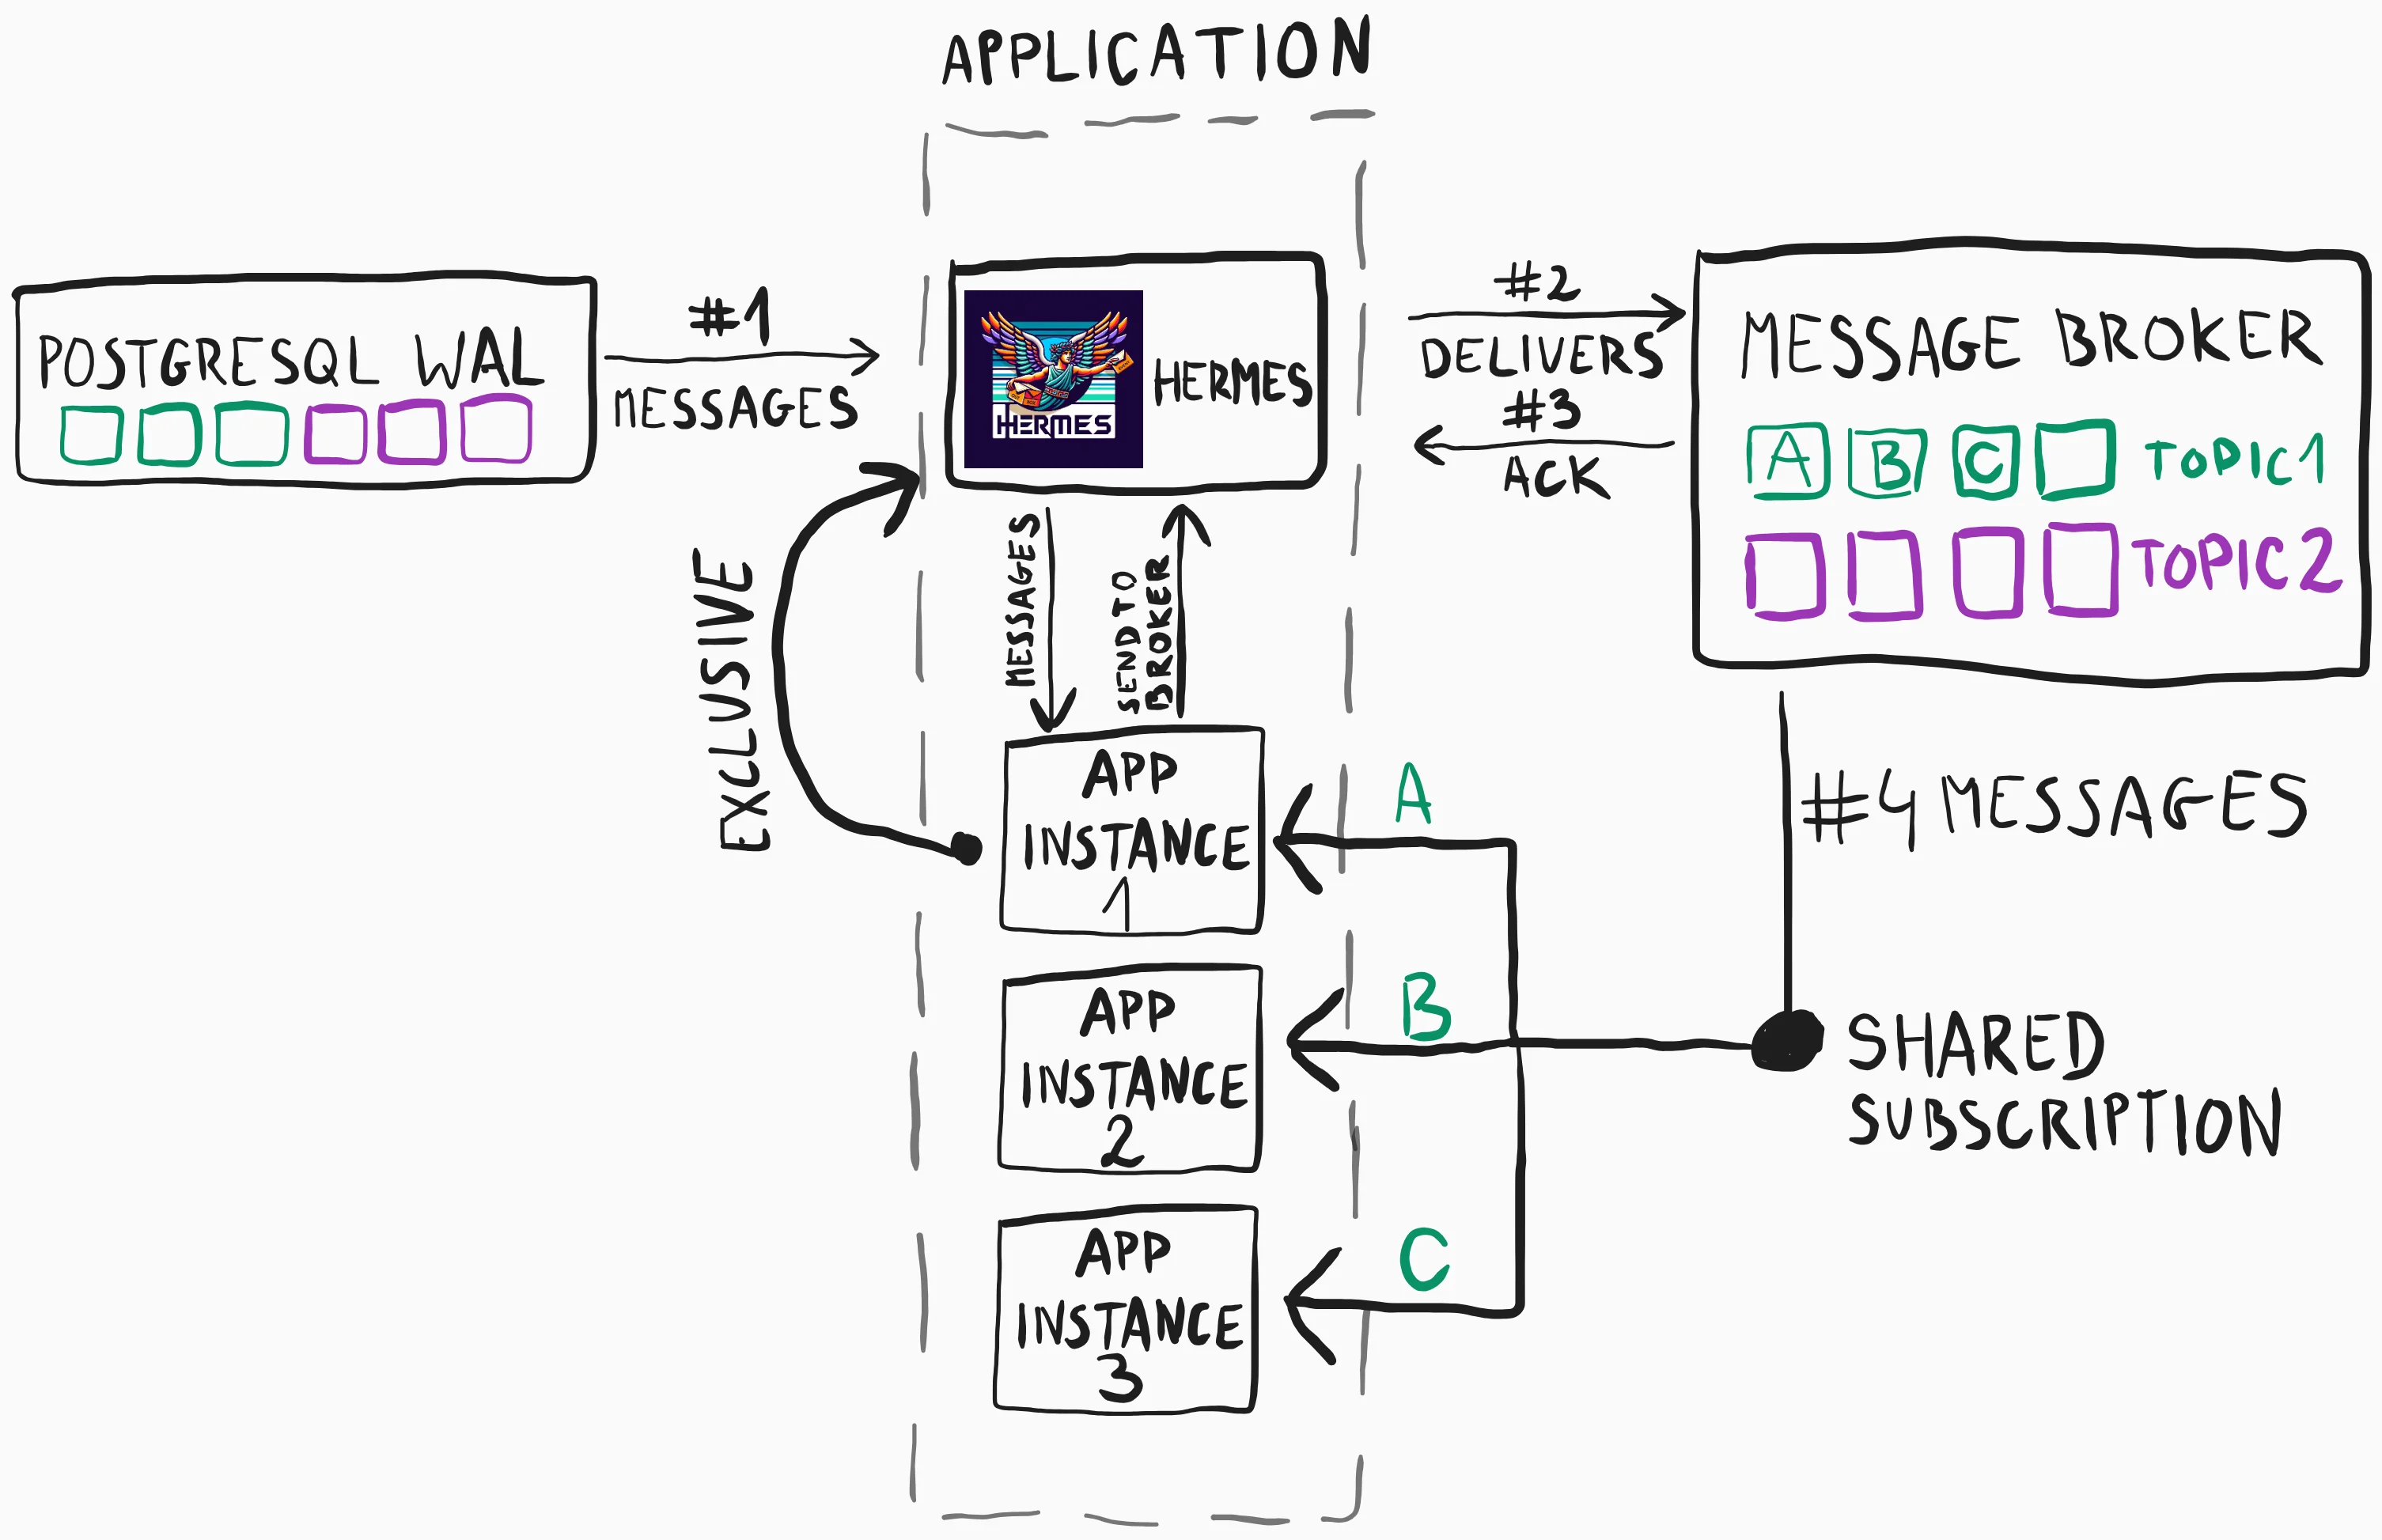 APPLICATION
POSTGRESQL WAL
#1
MESSAGES
HERMES
HERMES
#2
DELIVERS
#3
ACK
MESSAGE BROKER
A B C TOPIC1
TOPIC2
EXCLUSIVE
MESSAGES
SEND TO
BROKER
APP
INSTANCE
1
APP
INSTANCE
2
APP
INSTANCE
3
A
B
C
#4 MESSAGES
SHARED
SUBSCRIPTION